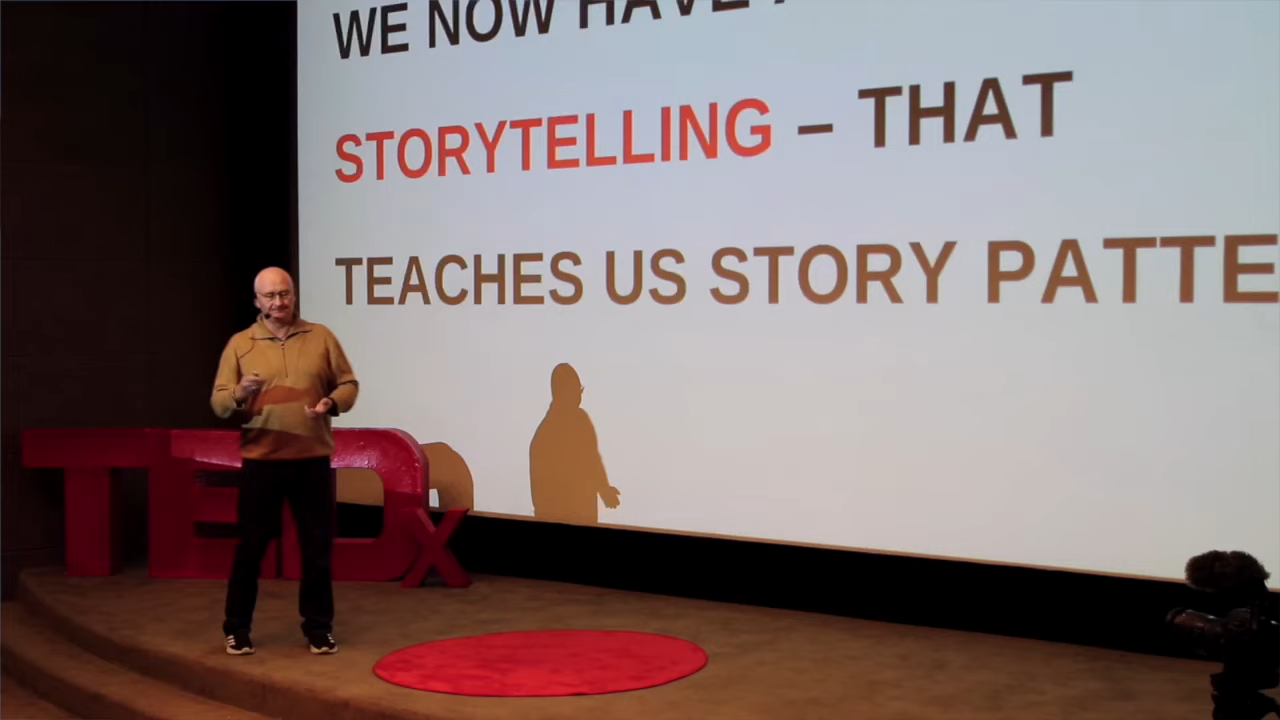 WE NOW HAVE
STORYTELLING – THAT
TEACHES US STORY PATTE
TEDx